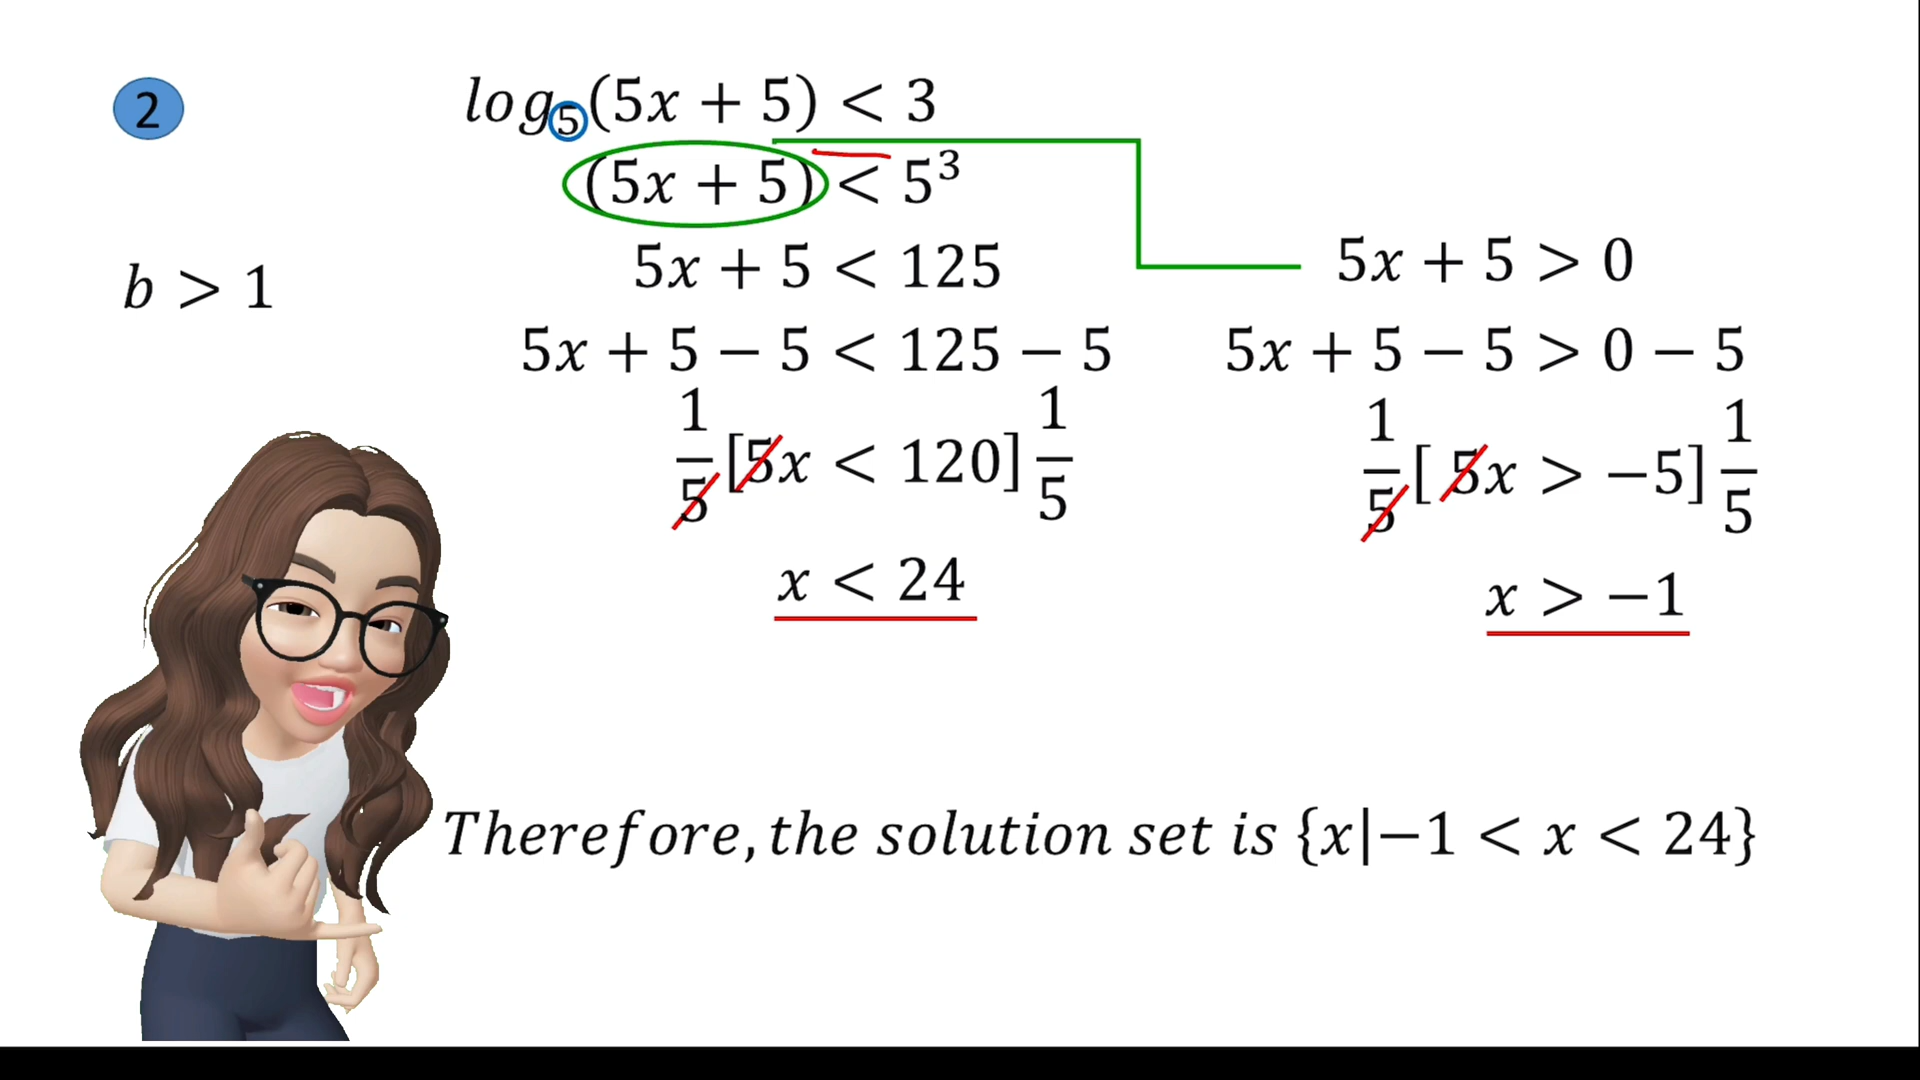 2
log₅(5x + 5) < 3
(5x + 5) < 5³
b > 1
5x + 5 < 125
5x + 5 − 5 < 125 − 5
1/5 [5x < 120] 1/5
x < 24
5x + 5 > 0
5x + 5 − 5 > 0 − 5
1/5 [ 5x > −5] 1/5
x > −1
Therefore, the solution set is {x|−1 < x < 24}